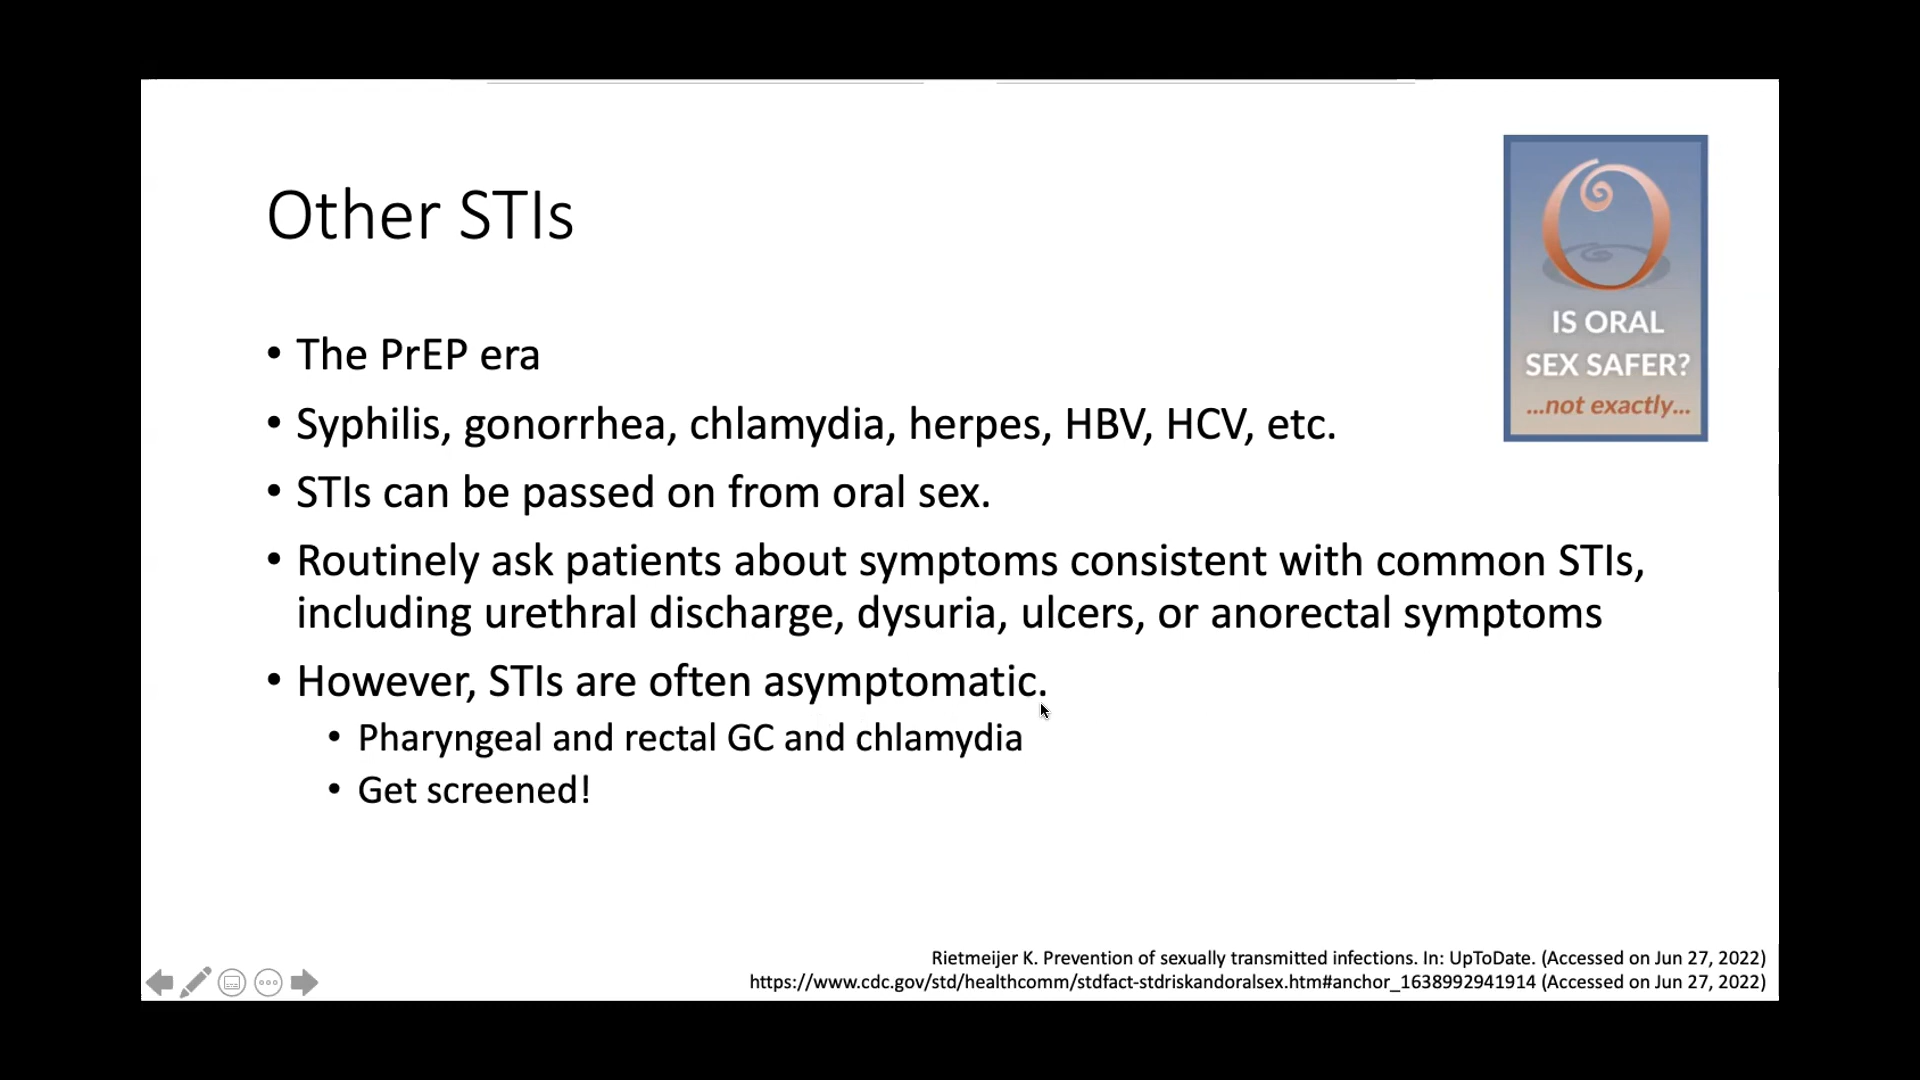 Other STIs
O
IS ORAL
SEX SAFER?
...not exactly...
• The PrEP era
• Syphilis, gonorrhea, chlamydia, herpes, HBV, HCV, etc.
• STIs can be passed on from oral sex.
• Routinely ask patients about symptoms consistent with common STIs,
including urethral discharge, dysuria, ulcers, or anorectal symptoms
• However, STIs are often asymptomatic.
• Pharyngeal and rectal GC and chlamydia
• Get screened!
Rietmeijer K. Prevention of sexually transmitted infections. In: UpToDate. (Accessed on Jun 27, 2022)
https://www.cdc.gov/std/healthcomm/stdfact-stdriskandoralsex.htm#anchor_1638992941914 (Accessed on Jun 27, 2022)